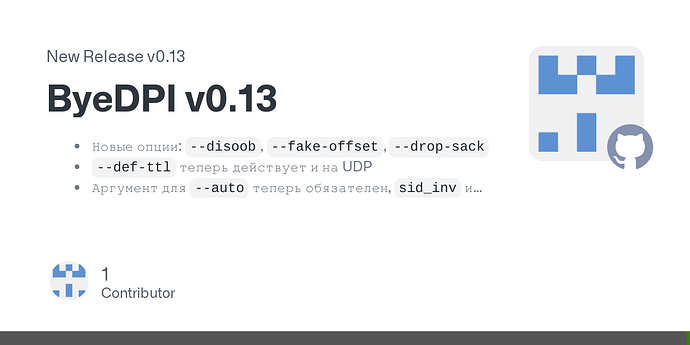 New Release v0.13
ByeDPI v0.13
• Новые опции: --disoob, --fake-offset, --drop-sack
• --def-ttl теперь действует и на UDP
• Аргумент для --auto теперь обязателен, sid_inv и…
1
Contributor